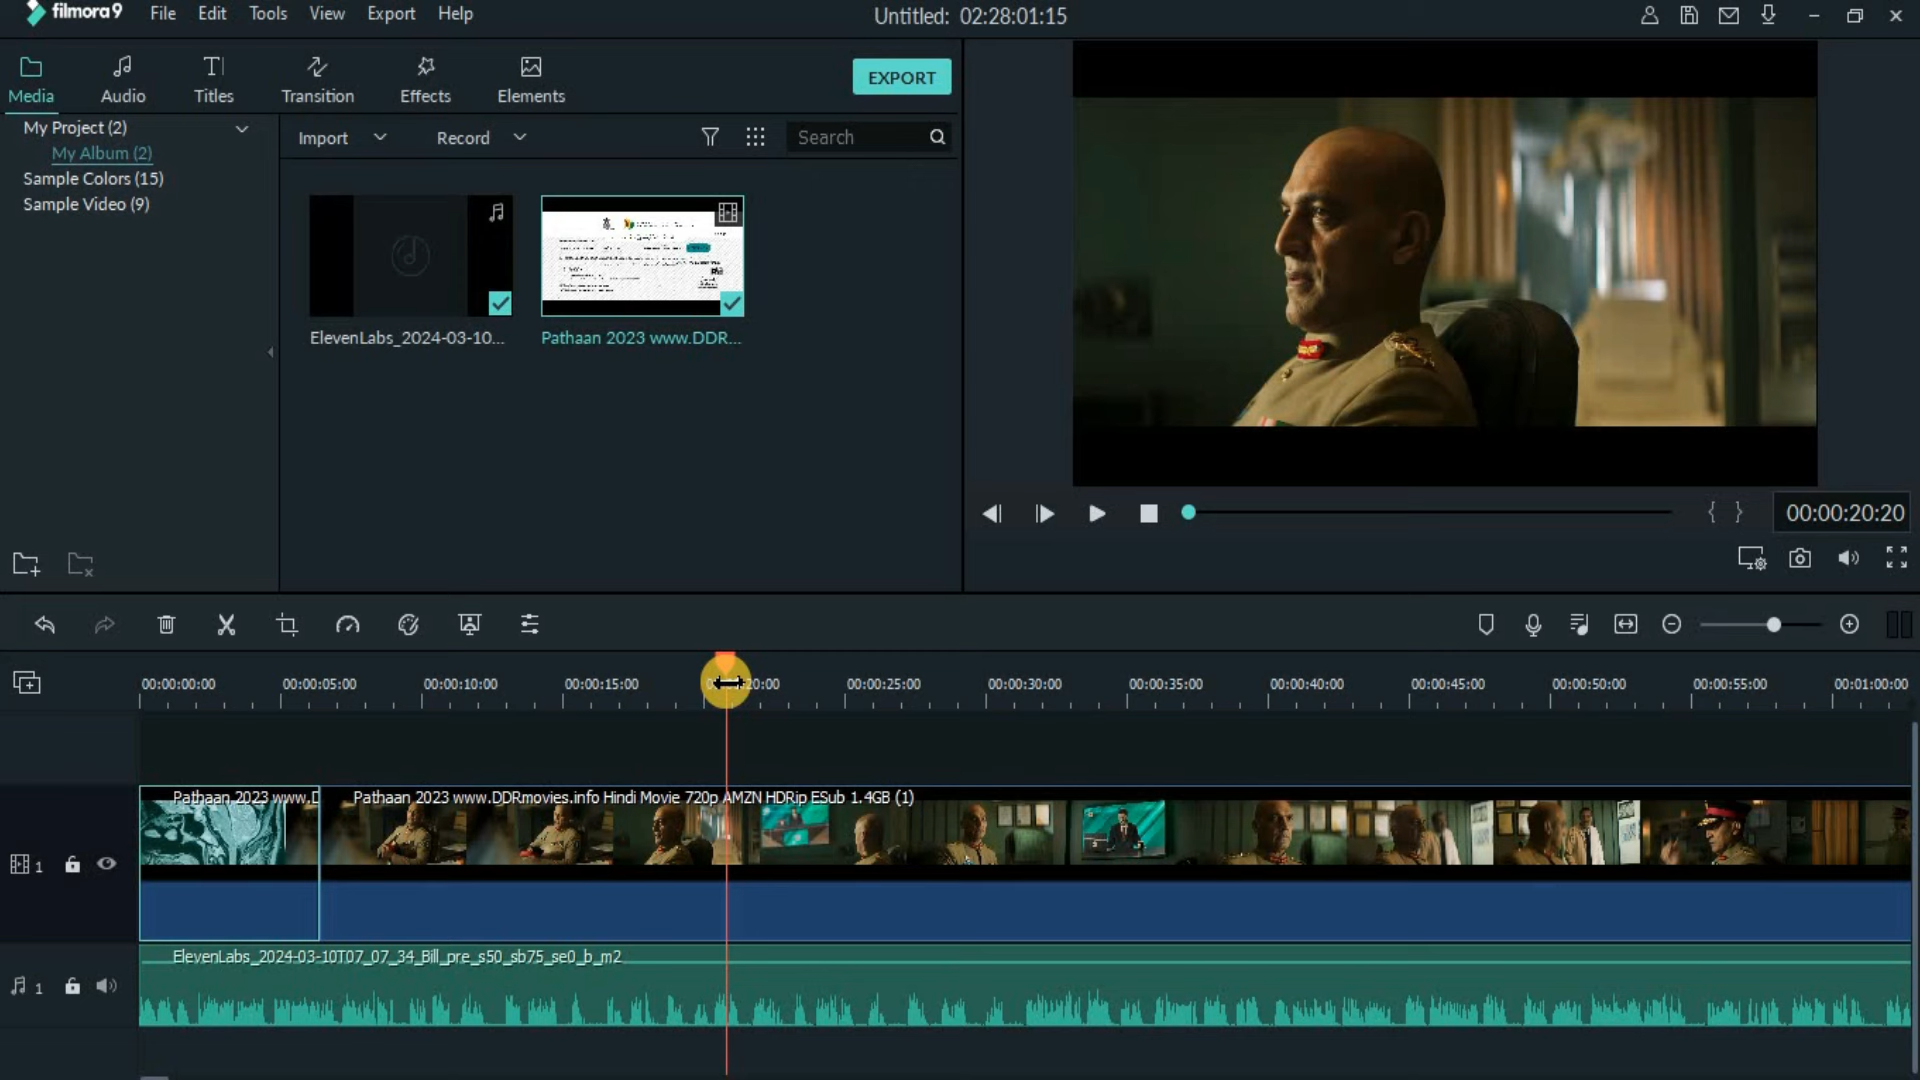 filmora9 File Edit Tools View Export Help
Untitled: 02:28:01:15
Media Audio Titles Transition Effects Elements
EXPORT
My Project (2)
My Album (2)
Sample Colors (15)
Sample Video (9)
Import Record Search
ElevenLabs_2024-03-10...
Pathaan 2023 www.DDR...
00:00:20:20
00:00:00:00 00:00:05:00 00:00:10:00 00:00:15:00 20:00 00:00:25:00 00:00:30:00 00:00:35:00 00:00:40:00 00:00:45:00 00:00:50:00 00:00:55:00 00:01:00:00
Pathaan 2023 www.D
Pathaan 2023 www.DDRmovies.info Hindi Movie 720p AMZN HDRip ESub 1.4GB (1)
1
ElevenLabs_2024-03-10T07_07_34_Bill_pre_s50_sb75_se0_b_m2
1